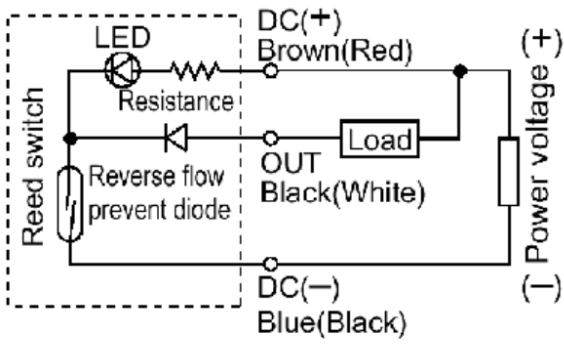 DC(+)
Brown(Red)
LED
Resistance
Reed switch
Reverse flow
prevent diode
OUT
Black(White)
Load
DC(−)
Blue(Black)
(+)
Power voltage
(−)